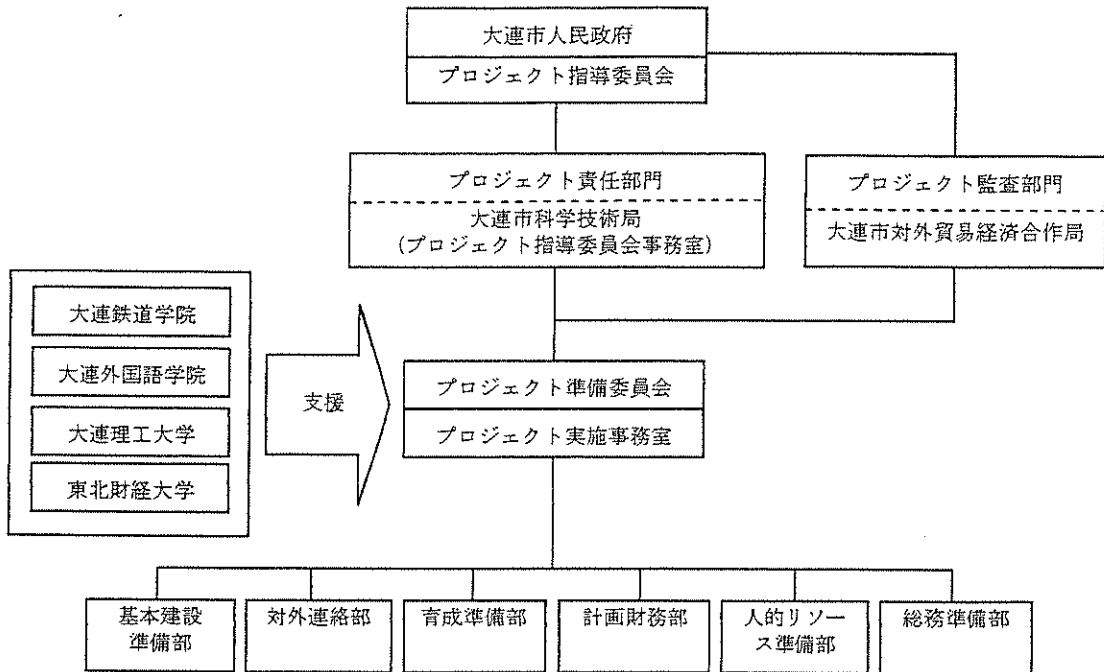 大連市人民政府
プロジェクト指導委員会
プロジェクト責任部門
大連市科学技術局
(プロジェクト指導委員会事務室)
プロジェクト監査部門
大連市対外貿易経済合作局
大連鉄道学院
大連外国語学院
大連理工大学
東北財経大学
支援
プロジェクト準備委員会
プロジェクト実施事務室
基本建設
準備部
対外連絡部
育成準備部
計画財務部
人的リソー
ス準備部
総務準備部